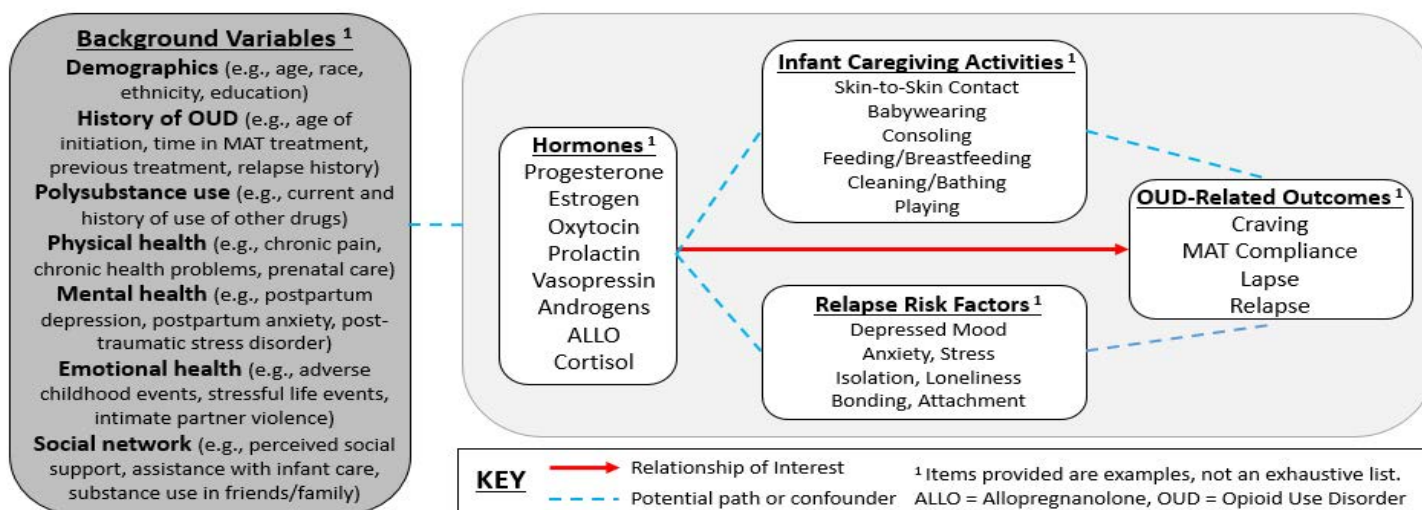 Background Variables 1
Demographics (e.g., age, race,
ethnicity, education)
History of OUD (e.g., age of
initiation, time in MAT treatment,
previous treatment, relapse history)
Polysubstance use (e.g., current and
history of use of other drugs)
Physical health (e.g., chronic pain,
chronic health problems, prenatal care)
Mental health (e.g., postpartum
depression, postpartum anxiety, post-
traumatic stress disorder)
Emotional health (e.g., adverse
childhood events, stressful life events,
intimate partner violence)
Social network (e.g., perceived social
support, assistance with infant care,
substance use in friends/family)
Hormones 1
Progesterone
Estrogen
Oxytocin
Prolactin
Vasopressin
Androgens
ALLO
Cortisol
Infant Caregiving Activities 1
Skin-to-Skin Contact
Babywearing
Consoling
Feeding/Breastfeeding
Cleaning/Bathing
Playing
Relapse Risk Factors 1
Depressed Mood
Anxiety, Stress
Isolation, Loneliness
Bonding, Attachment
OUD-Related Outcomes 1
Craving
MAT Compliance
Lapse
Relapse
KEY
Relationship of Interest
Potential path or confounder
1 Items provided are examples, not an exhaustive list.
ALLO = Allopregnanolone, OUD = Opioid Use Disorder